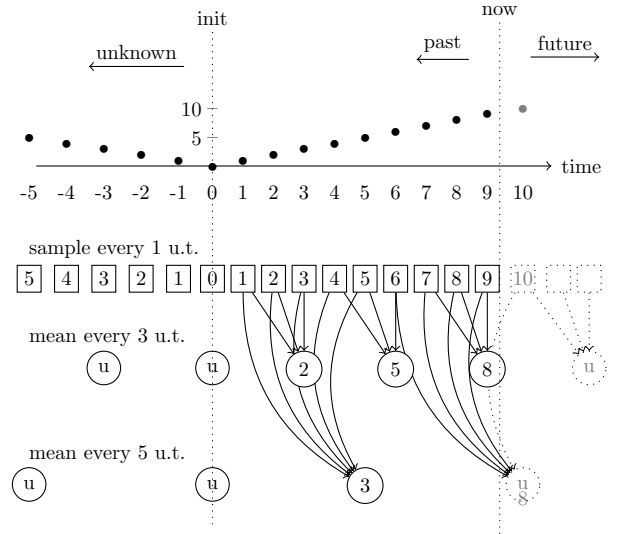 init
now
unknown
past
future
10
5
time
-5 -4 -3 -2 -1 0 1 2 3 4 5 6 7 8 9 10
sample every 1 u.t.
5 4 3 2 1 0 1 2 3 4 5 6 7 8 9 10
mean every 3 u.t.
u u 2 5 8 u
mean every 5 u.t.
u u 3 u
8